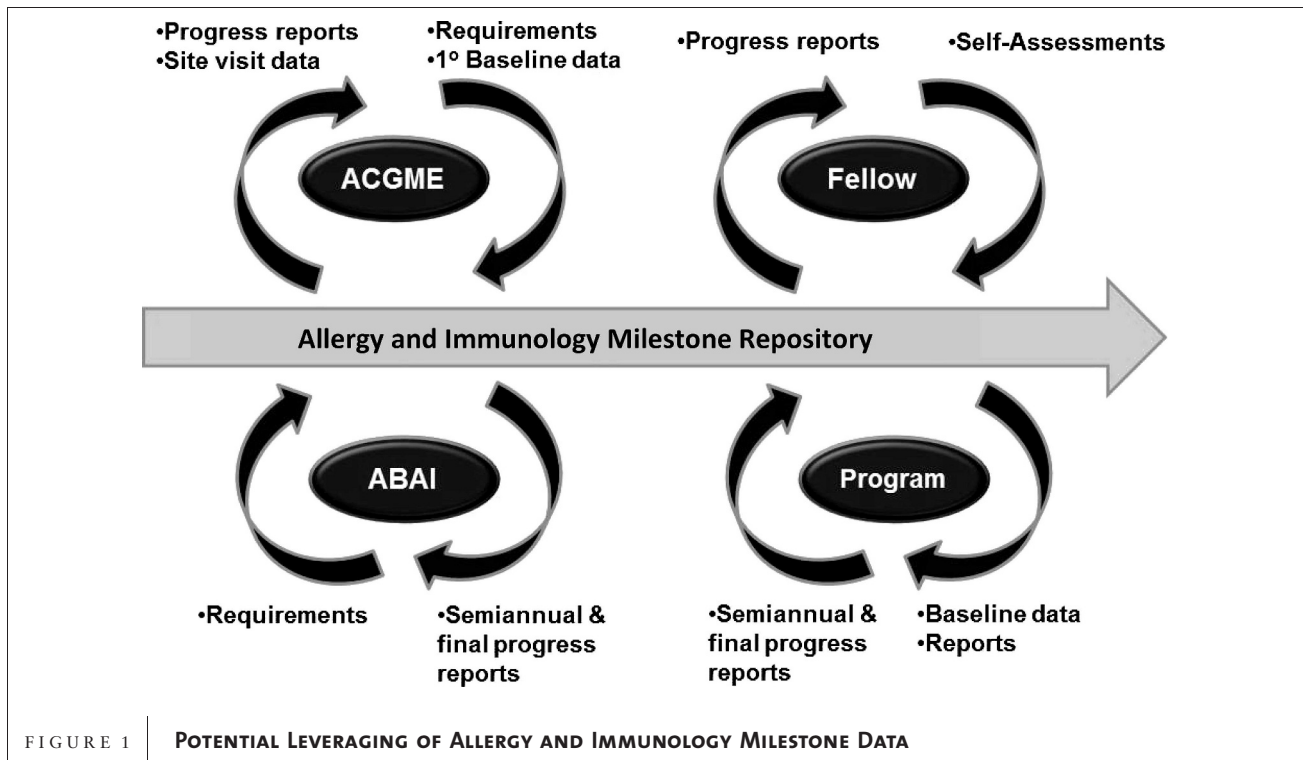 •Progress reports
•Site visit data
•Requirements
•1º Baseline data
•Progress reports
•Self-Assessments
ACGME
Fellow
Allergy and Immunology Milestone Repository
ABAI
Program
•Requirements
•Semiannual &
final progress
reports
•Semiannual &
final progress
reports
•Baseline data
•Reports
FIGURE 1
POTENTIAL LEVERAGING OF ALLERGY AND IMMUNOLOGY MILESTONE DATA